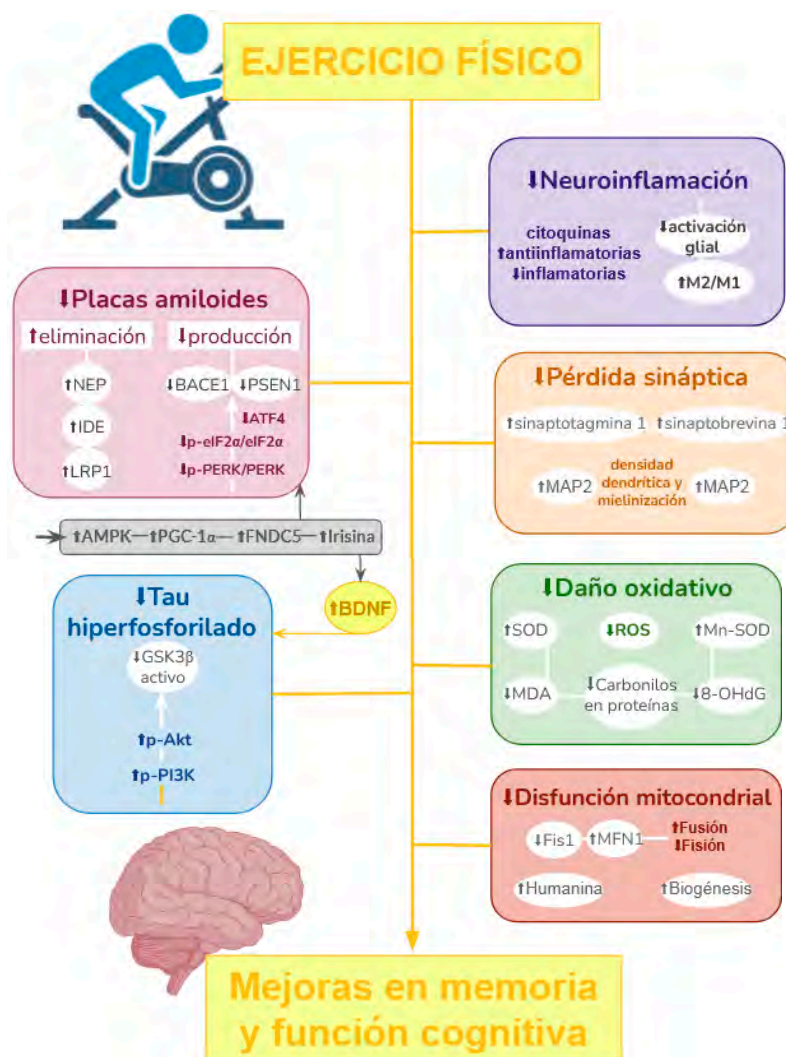 EJERCICIO FÍSICO
⬇Neuroinflamación
citoquinas
⬆antiinflamatorias
⬇inflamatorias
⬇activación
glial
⬆M2/M1
⬇Placas amiloides
⬆eliminación
⬇producción
⬆NEP
⬇BACE1
⬇PSEN1
⬆IDE
⬇ATF4
⬇p-eIF2α/eIF2α
⬆LRP1
⬇p-PERK/PERK
⬇Pérdida sináptica
⬆sinaptotagmina 1
⬆sinaptobrevina 1
⬆MAP2
densidad
dendrítica y
mielinización
⬆MAP2
⬆AMPK—⬆PGC-1α—⬆FNDC5—⬆Irisina
⬆BDNF
⬇Tau
hiperfosforilado
⬇GSK3β
activo
⬆p-Akt
⬆p-PI3K
⬇Daño oxidativo
⬆SOD
⬇ROS
⬆Mn-SOD
⬇MDA
⬇Carbonilos
en proteínas
⬇8-OHdG
⬇Disfunción mitocondrial
⬇Fis1
⬆MFN1
⬆Fusión
⬇Fisión
⬆Humanina
⬆Biogénesis
Mejoras en memoria
y función cognitiva